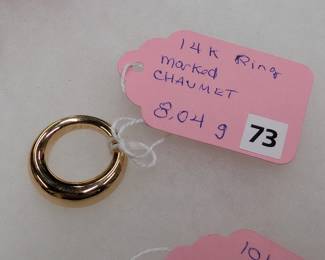 14K Ring
marked
CHAUMET
8.04 g
73